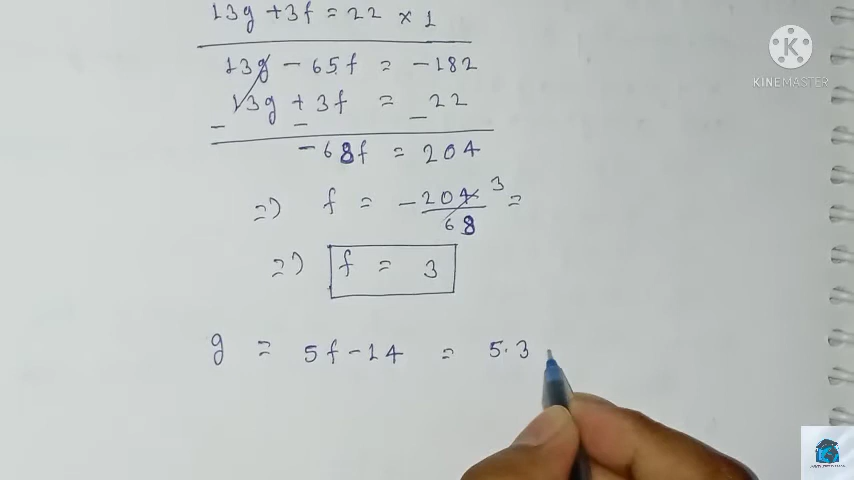 13g + 3f = 22 × 1
13g - 65f = -182
13g + 3f = 22
- - -
-68f = 204
=> f = -204/68 3 =
=> f = 3
g = 5f - 14 = 5.3
K
KINEMASTER